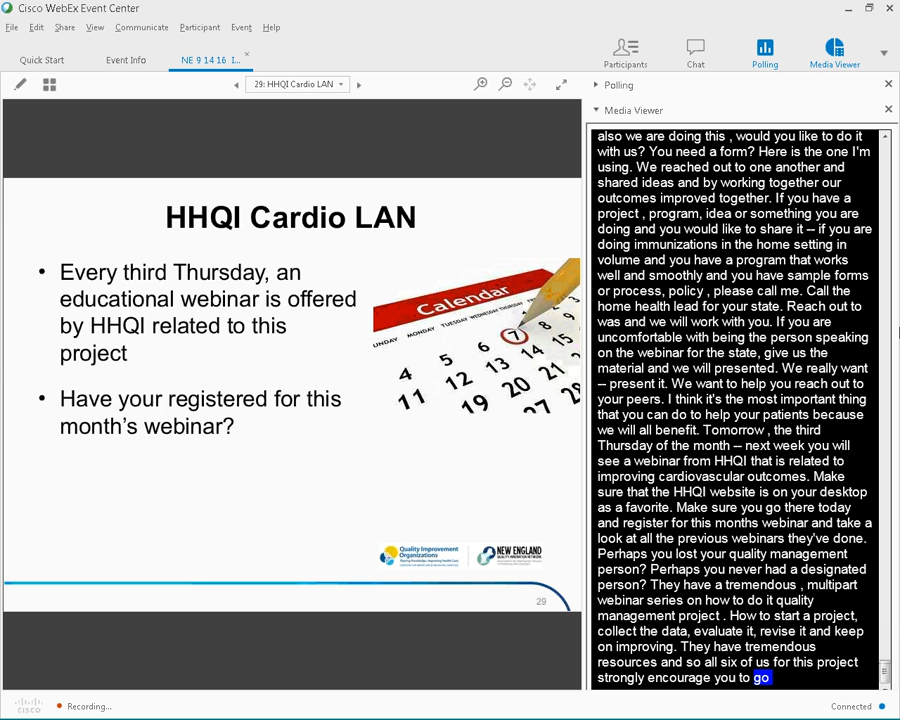 Cisco WebEx Event Center
File Edit Share View Communicate Participant Event Help
Quick Start Event Info NE 9 14 16 I...
Participants Chat Polling Media Viewer
29: HHQI Cardio LAN
HHQI Cardio LAN
• Every third Thursday, an
educational webinar is offered
by HHQI related to this
project
• Have your registered for this
month's webinar?
Calendar
UNDAY MONDAY TUESDAY WEDNESDAY THURSDAY
4 5 6 7 8 9
11 12 13 14 15
19 20 21
27 28
Quality Improvement
Organizations
NEW ENGLAND
29
Polling
Media Viewer
also we are doing this , would you like to do it
with us? You need a form? Here is the one I'm
using. We reached out to one another and
shared ideas and by working together our
outcomes improved together. If you have a
project , program, idea or something you are
doing and you would like to share it -- if you are
doing immunizations in the home setting in
volume and you have a program that works
well and smoothly and you have sample forms
or process, policy , please call me. Call the
home health lead for your state. Reach out to
was and we will work with you. If you are
uncomfortable with being the person speaking
on the webinar for the state, give us the
material and we will presented. We really want
-- present it. We want to help you reach out to
your peers. I think it's the most important thing
that you can do to help your patients because
we will all benefit. Tomorrow , the third
Thursday of the month -- next week you will
see a webinar from HHQI that is related to
improving cardiovascular outcomes. Make
sure that the HHQI website is on your desktop
as a favorite. Make sure you go there today
and register for this months webinar and take a
look at all the previous webinars they've done.
Perhaps you lost your quality management
person? Perhaps you never had a designated
person? They have a tremendous , multipart
webinar series on how to do it quality
management project . How to start a project,
collect the data, evaluate it, revise it and keep
on improving. They have tremendous
resources and so all six of us for this project
strongly encourage you to go
cisco Recording... Connected